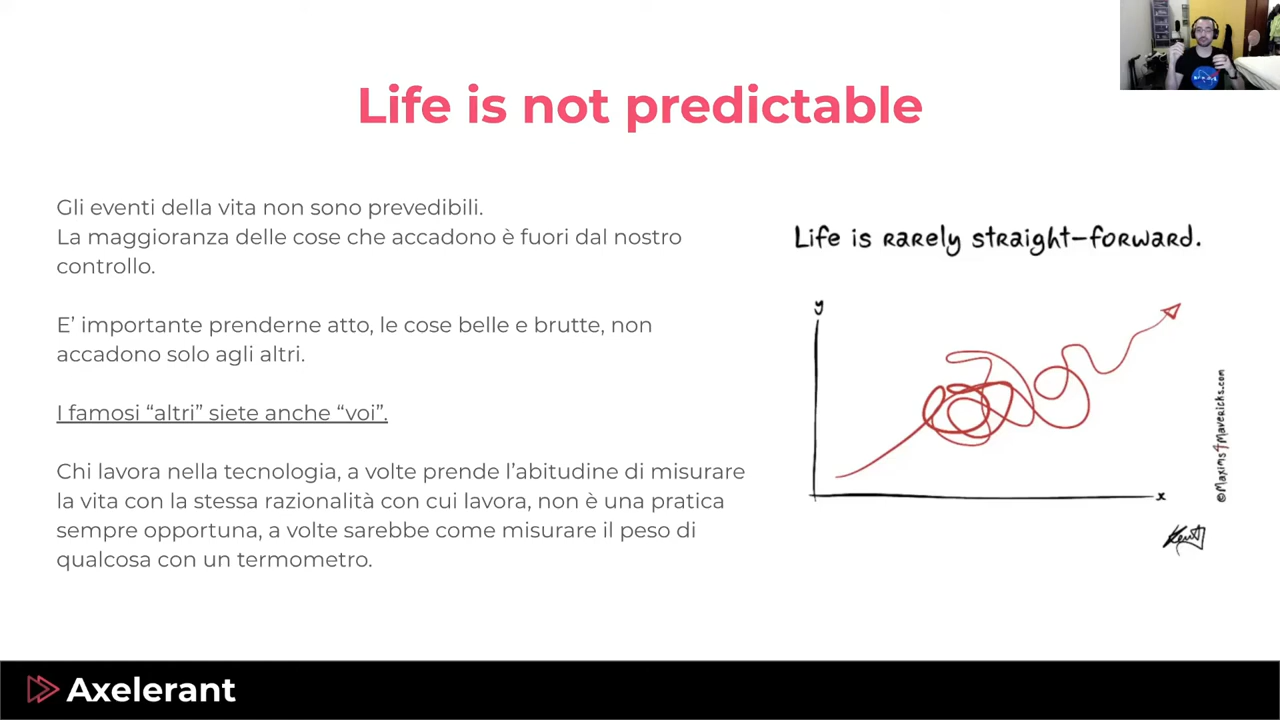 Life is not predictable
Gli eventi della vita non sono prevedibili.
La maggioranza delle cose che accadono è fuori dal nostro
controllo.
E’ importante prenderne atto, le cose belle e brutte, non
accadono solo agli altri.
I famosi “altri” siete anche “voi”.
Chi lavora nella tecnologia, a volte prende l’abitudine di misurare
la vita con la stessa razionalità con cui lavora, non è una pratica
sempre opportuna, a volte sarebbe come misurare il peso di
qualcosa con un termometro.
Life is rarely straight-forward.
y
x
©Maxims4Mavericks.com
Axelerant